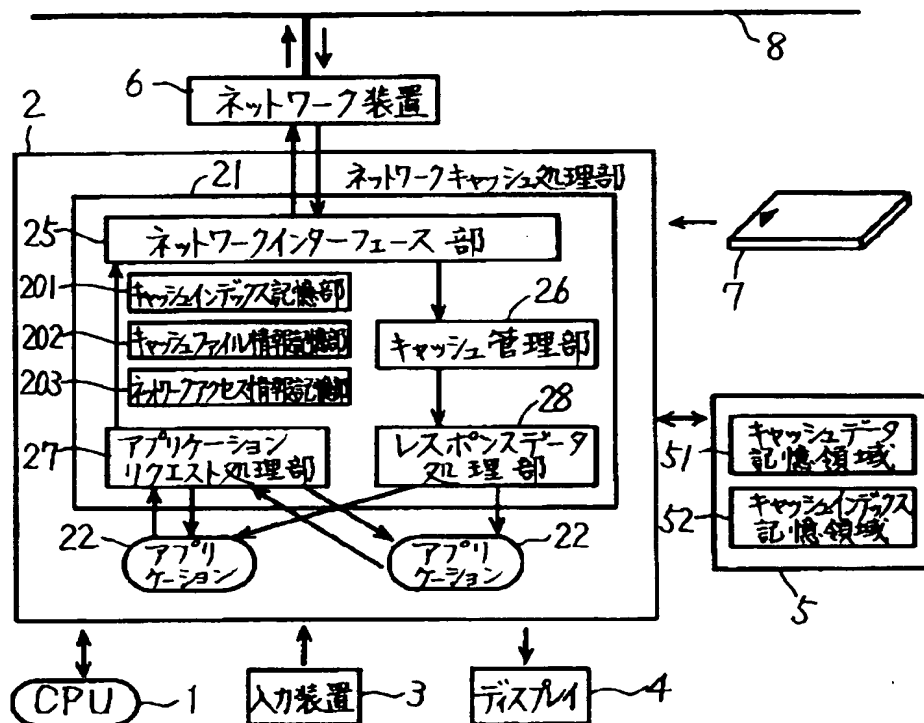 8
6
ネットワーク装置
2
21
ネットワークキャッシュ処理部
25
ネットワークインターフェース部
7
201
キャッシュインデックス記憶部
26
202
キャッシュファイル情報記憶部
キャッシュ管理部
203
ネットワークアクセス情報記憶部
28
27
アプリケーション
リクエスト処理部
レスポンスデータ
処理部
51
キャッシュデータ
記憶領域
52
キャッシュインデックス
記憶領域
5
22
アプリ
ケーション
アプリ
ケーション
22
CPU
1
入力装置
3
ディスプレイ
4